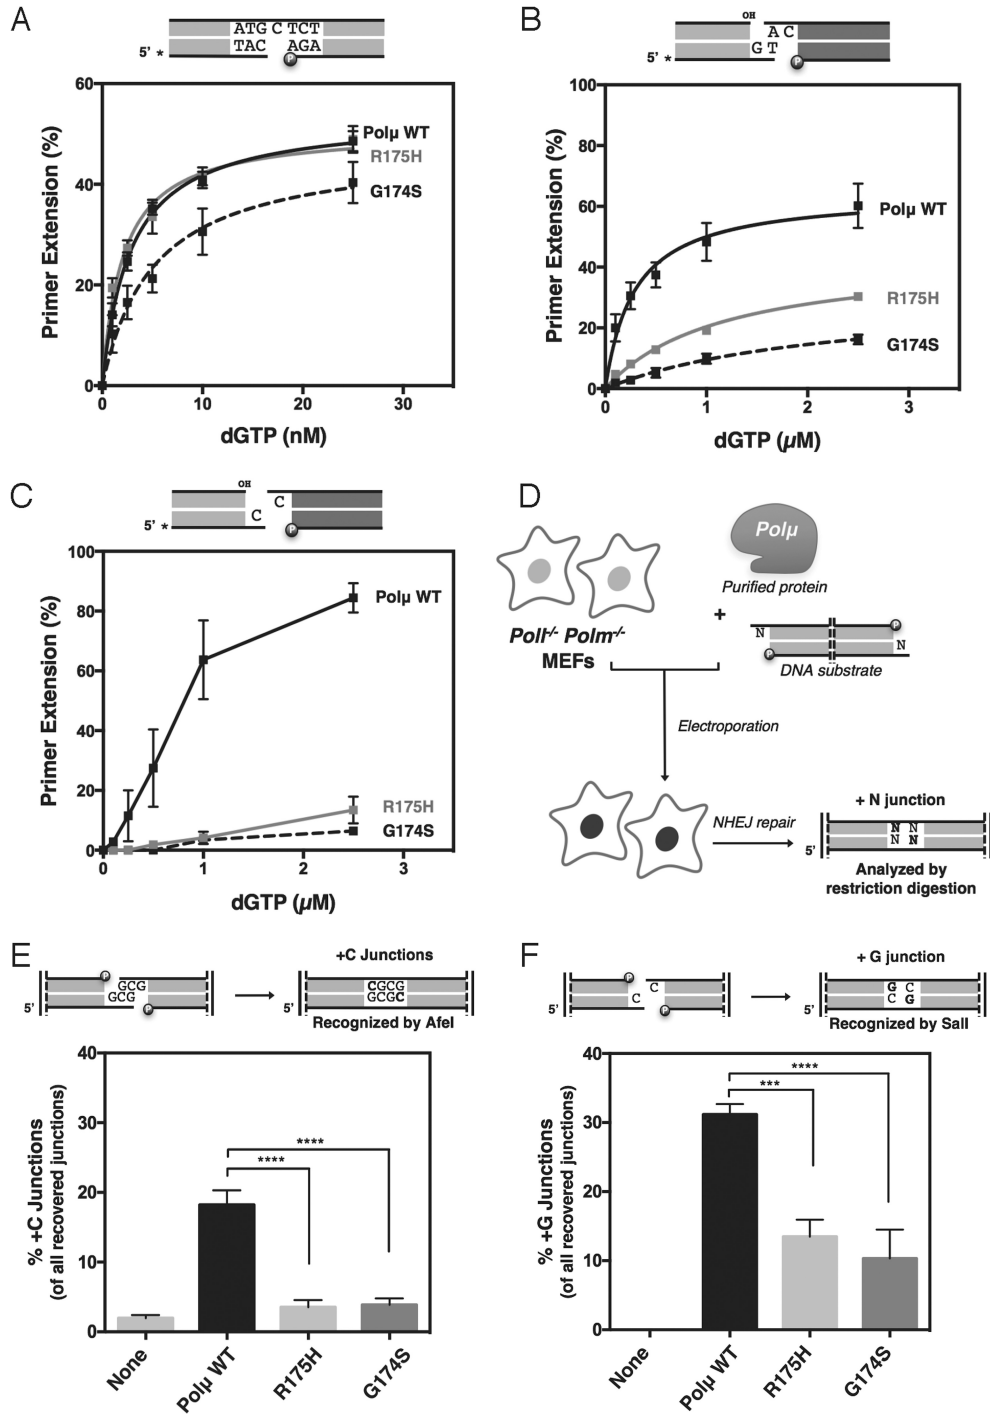 A
ATG C TCT
TAC AGA
5' *
P
60
40
20
0
Primer Extension (%)
Polμ WT
R175H
G174S
0 10 20 30
dGTP (nM)
B
OH
A C
G T
5' *
P
100
80
60
40
20
0
Primer Extension (%)
Polμ WT
R175H
G174S
0 1 2 3
dGTP (μM)
C
OH
C
C
5' *
P
100
80
60
40
20
0
Primer Extension (%)
Polμ WT
R175H
G174S
0 1 2 3
dGTP (μM)
D
Polμ
Purified protein
+
Poll-/- Polm-/-
MEFs
N
P
N
P
DNA substrate
Electroporation
NHEJ repair
+ N junction
N N
N N
5'
Analyzed by
restriction digestion
E
P
GCG
GCG
5'
P
+C Junctions
CGCG
GCGC
5'
Recognized by AfeI
40
30
20
10
0
% +C Junctions
(of all recovered junctions)
****
****
None
Polμ WT
R175H
G174S
F
P
C
C
5'
P
+ G junction
G C
C G
5'
Recognized by SalI
40
30
20
10
0
% +G Junctions
(of all recovered junctions)
****
***
None
Polμ WT
R175H
G174S